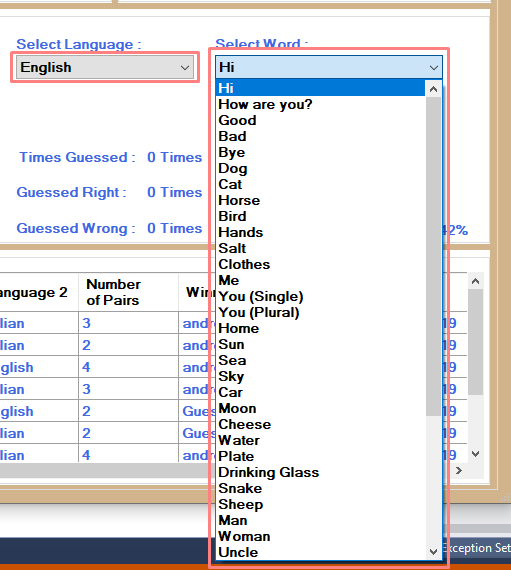 Select Language :
Select Word :
English
Hi
Hi
How are you?
Good
Bad
Bye
Dog
Cat
Horse
Bird
Hands
Salt
Clothes
Me
You (Single)
You (Plural)
Home
Sun
Sea
Sky
Car
Moon
Cheese
Water
Plate
Drinking Glass
Snake
Sheep
Man
Woman
Uncle
Times Guessed : 0 Times
Guessed Right : 0 Times
Guessed Wrong : 0 Times
42%
anguage 2 Number of Pairs Win
lian 3 andr 19
lian 2 andr 19
glish 4 andr 19
lian 3 andr 19
glish 2 Gues 19
lian 2 Gues 19
lian 4 andr 19
Exception Set